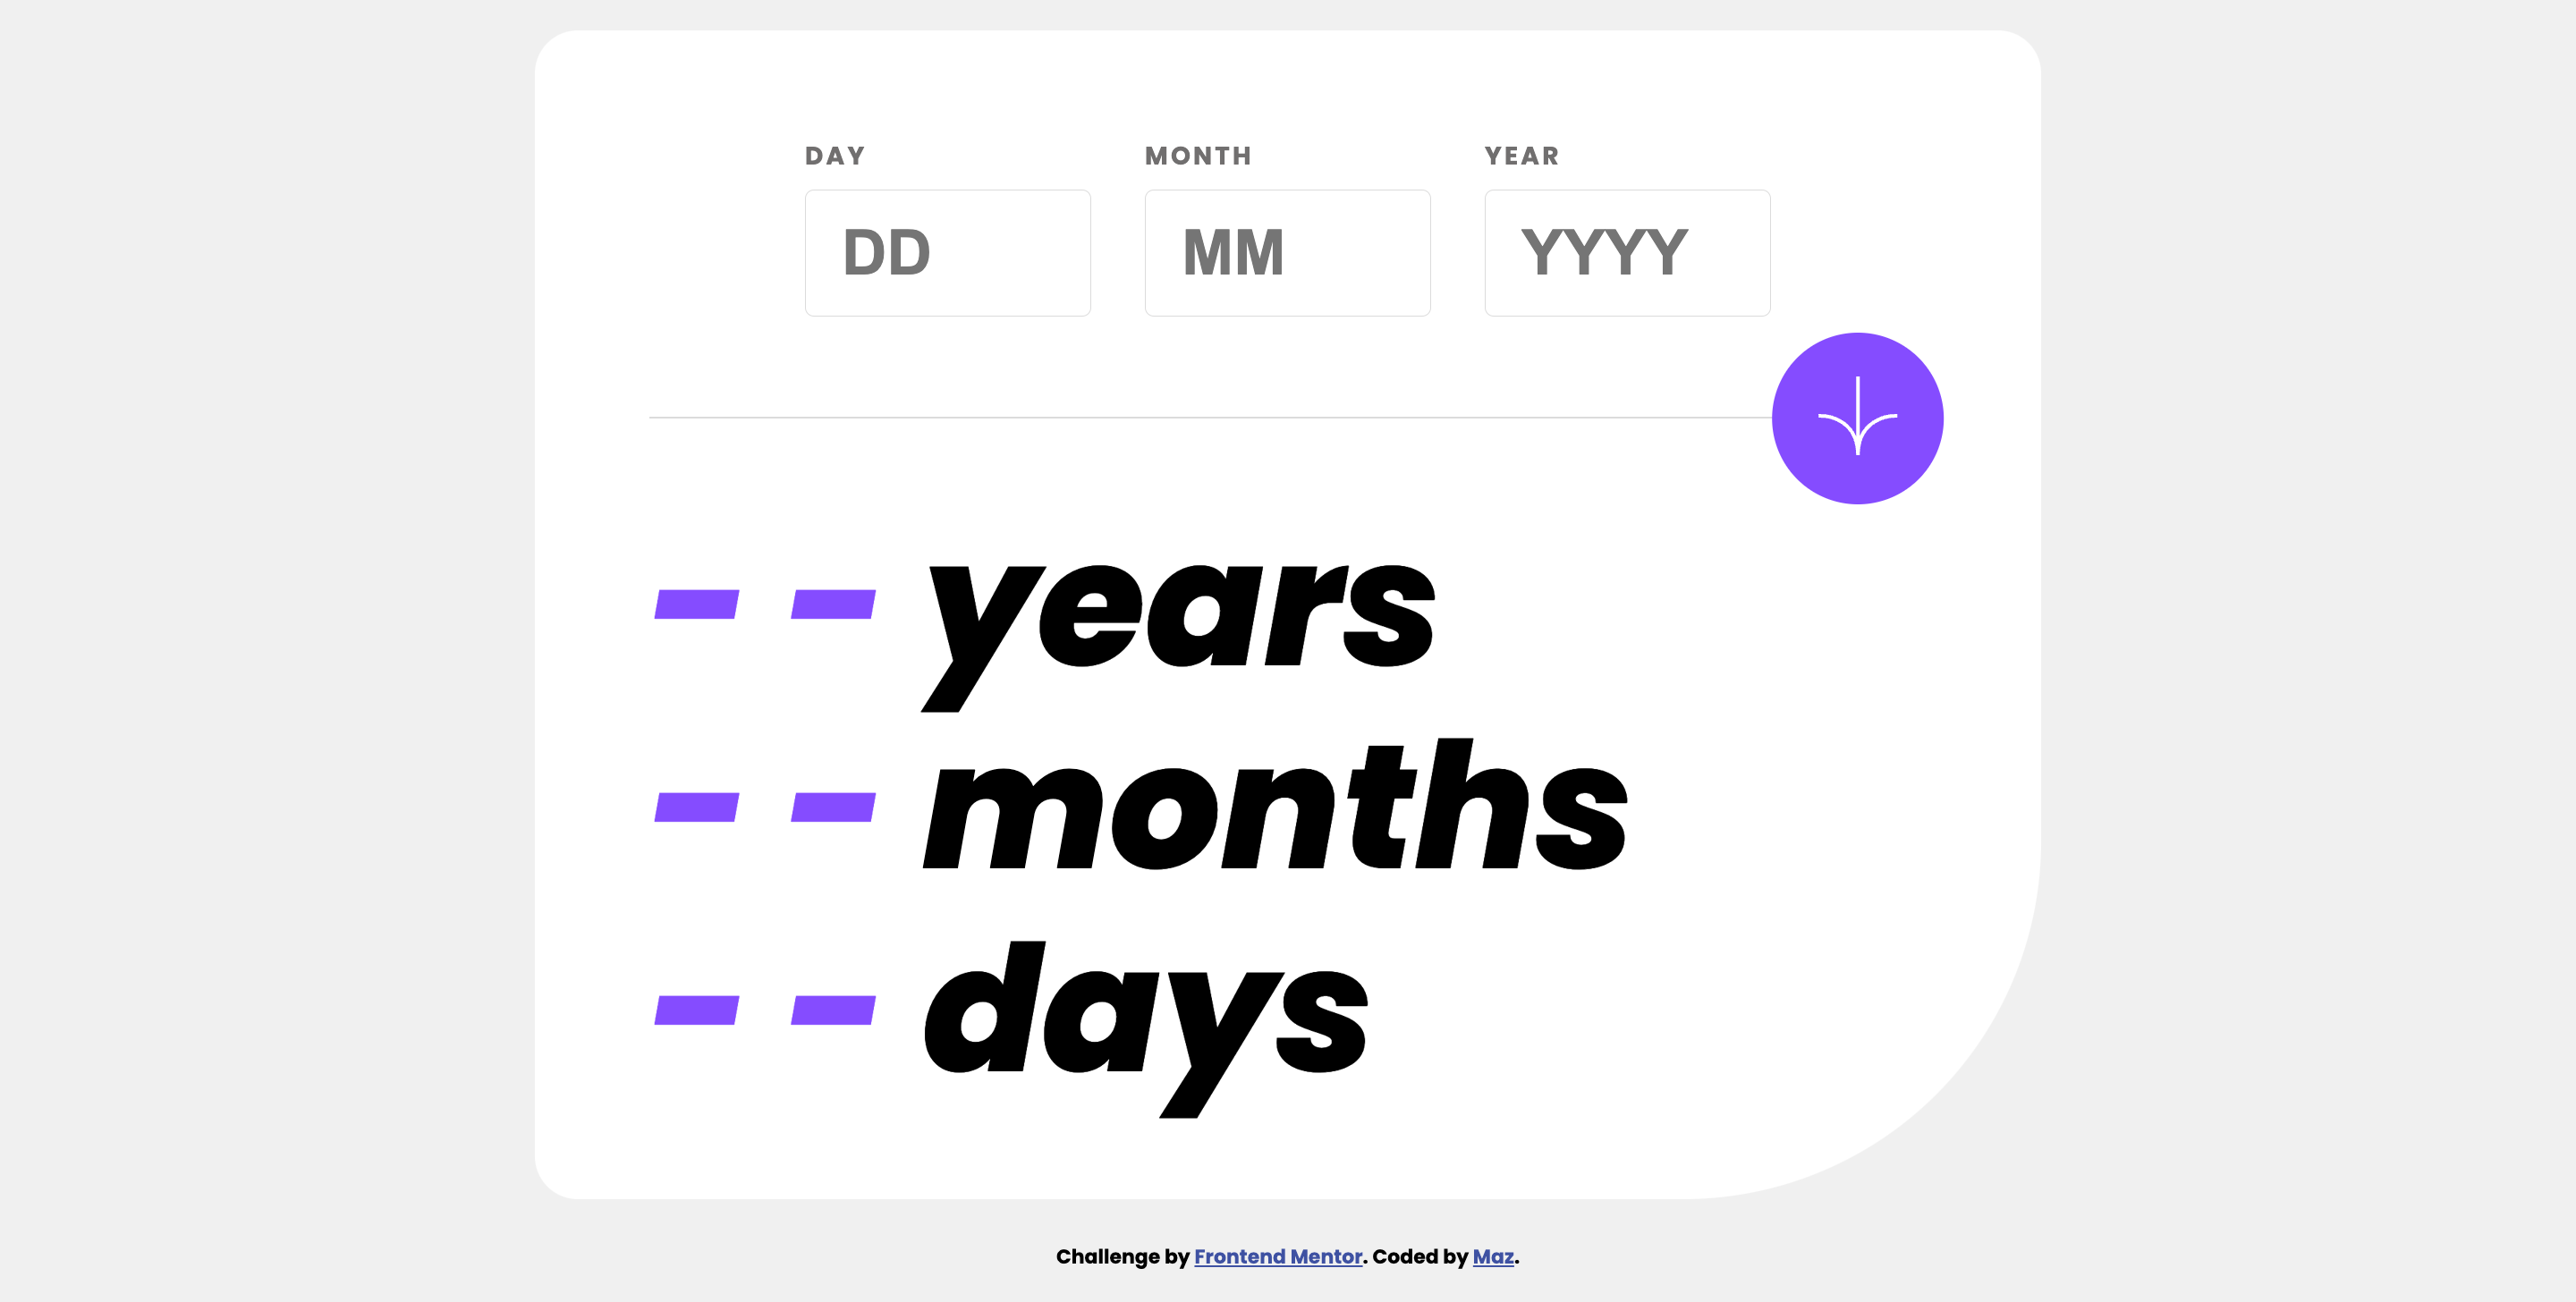 DAY MONTH YEAR
DD MM YYYY
- - years
- - months
- - days
Challenge by Frontend Mentor. Coded by Maz.